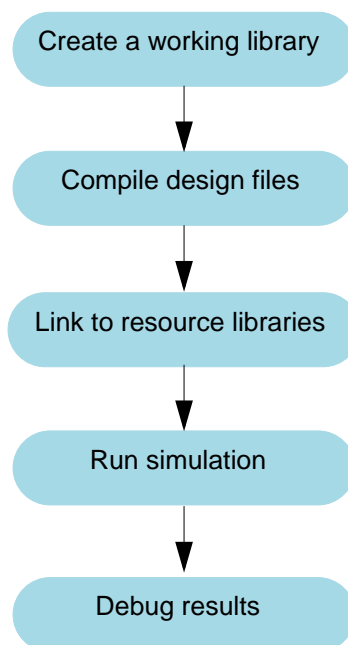 Create a working library
Compile design files
Link to resource libraries
Run simulation
Debug results